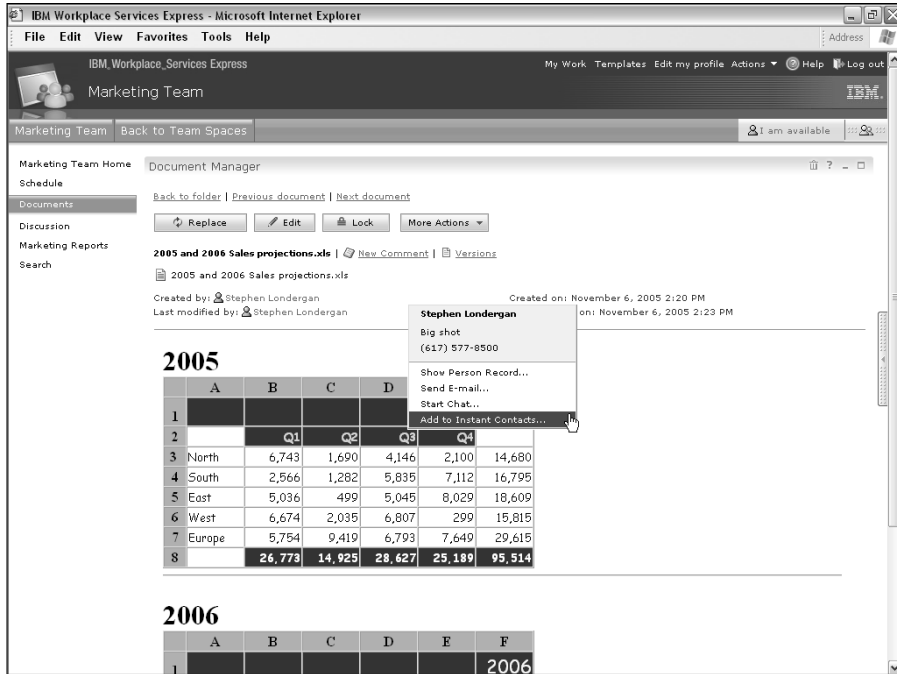 IBM Workplace Services Express - Microsoft Internet Explorer
File Edit View Favorites Tools Help Address
IBM Workplace Services Express My Work Templates Edit my profile Actions Help Log out
Marketing Team IBM.
Marketing Team Back to Team Spaces I am available
Marketing Team Home
Schedule
Documents
Discussion
Marketing Reports
Search
Document Manager ?
Back to folder | Previous document | Next document
Replace Edit Lock More Actions
2005 and 2006 Sales projections.xls | New Comment | Versions
2005 and 2006 Sales projections.xls
Created by: Stephen Londergan Created on: November 6, 2005 2:20 PM
Last modified by: Stephen Londergan on: November 6, 2005 2:23 PM
Stephen Londergan
Big shot
(617) 577-8500
Show Person Record...
Send E-mail...
Start Chat...
Add to Instant Contacts...
2005
A B C D
1
2 Q1 Q2 Q3 Q4
3 North 6,743 1,690 4,146 2,100 14,680
4 South 2,566 1,282 5,835 7,112 16,795
5 East 5,036 499 5,045 8,029 18,609
6 West 6,674 2,035 6,807 299 15,815
7 Europe 5,754 9,419 6,793 7,649 29,615
8 26,773 14,925 28,627 25,189 95,514
2006
A B C D E F
1 2006